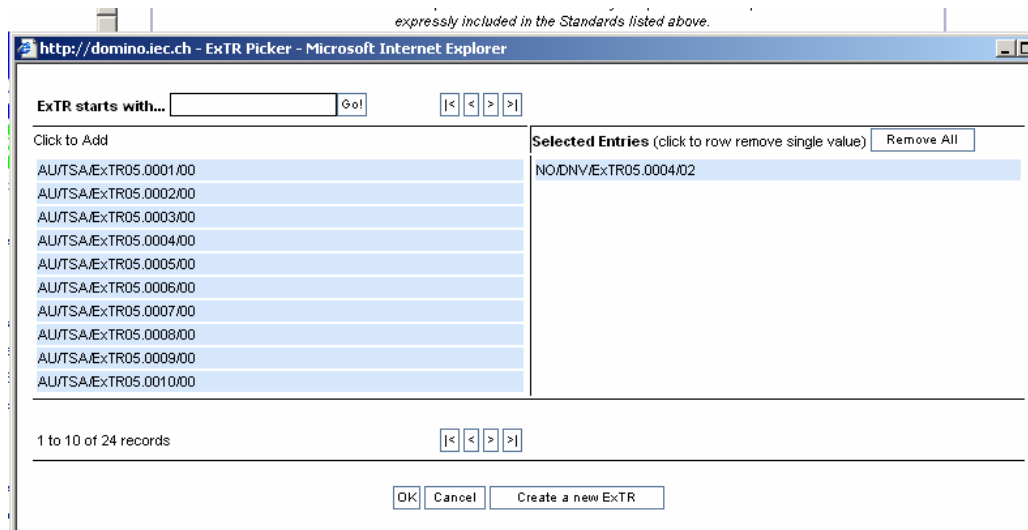 expressly included in the Standards listed above.
http://domino.iec.ch - ExTR Picker - Microsoft Internet Explorer
ExTR starts with... Go! |< < > >|
Click to Add
Selected Entries (click to row remove single value) Remove All
AU/TSA/ExTR05.0001/00
NO/DNV/ExTR05.0004/02
AU/TSA/ExTR05.0002/00
AU/TSA/ExTR05.0003/00
AU/TSA/ExTR05.0004/00
AU/TSA/ExTR05.0005/00
AU/TSA/ExTR05.0006/00
AU/TSA/ExTR05.0007/00
AU/TSA/ExTR05.0008/00
AU/TSA/ExTR05.0009/00
AU/TSA/ExTR05.0010/00
1 to 10 of 24 records |< < > >|
OK Cancel Create a new ExTR